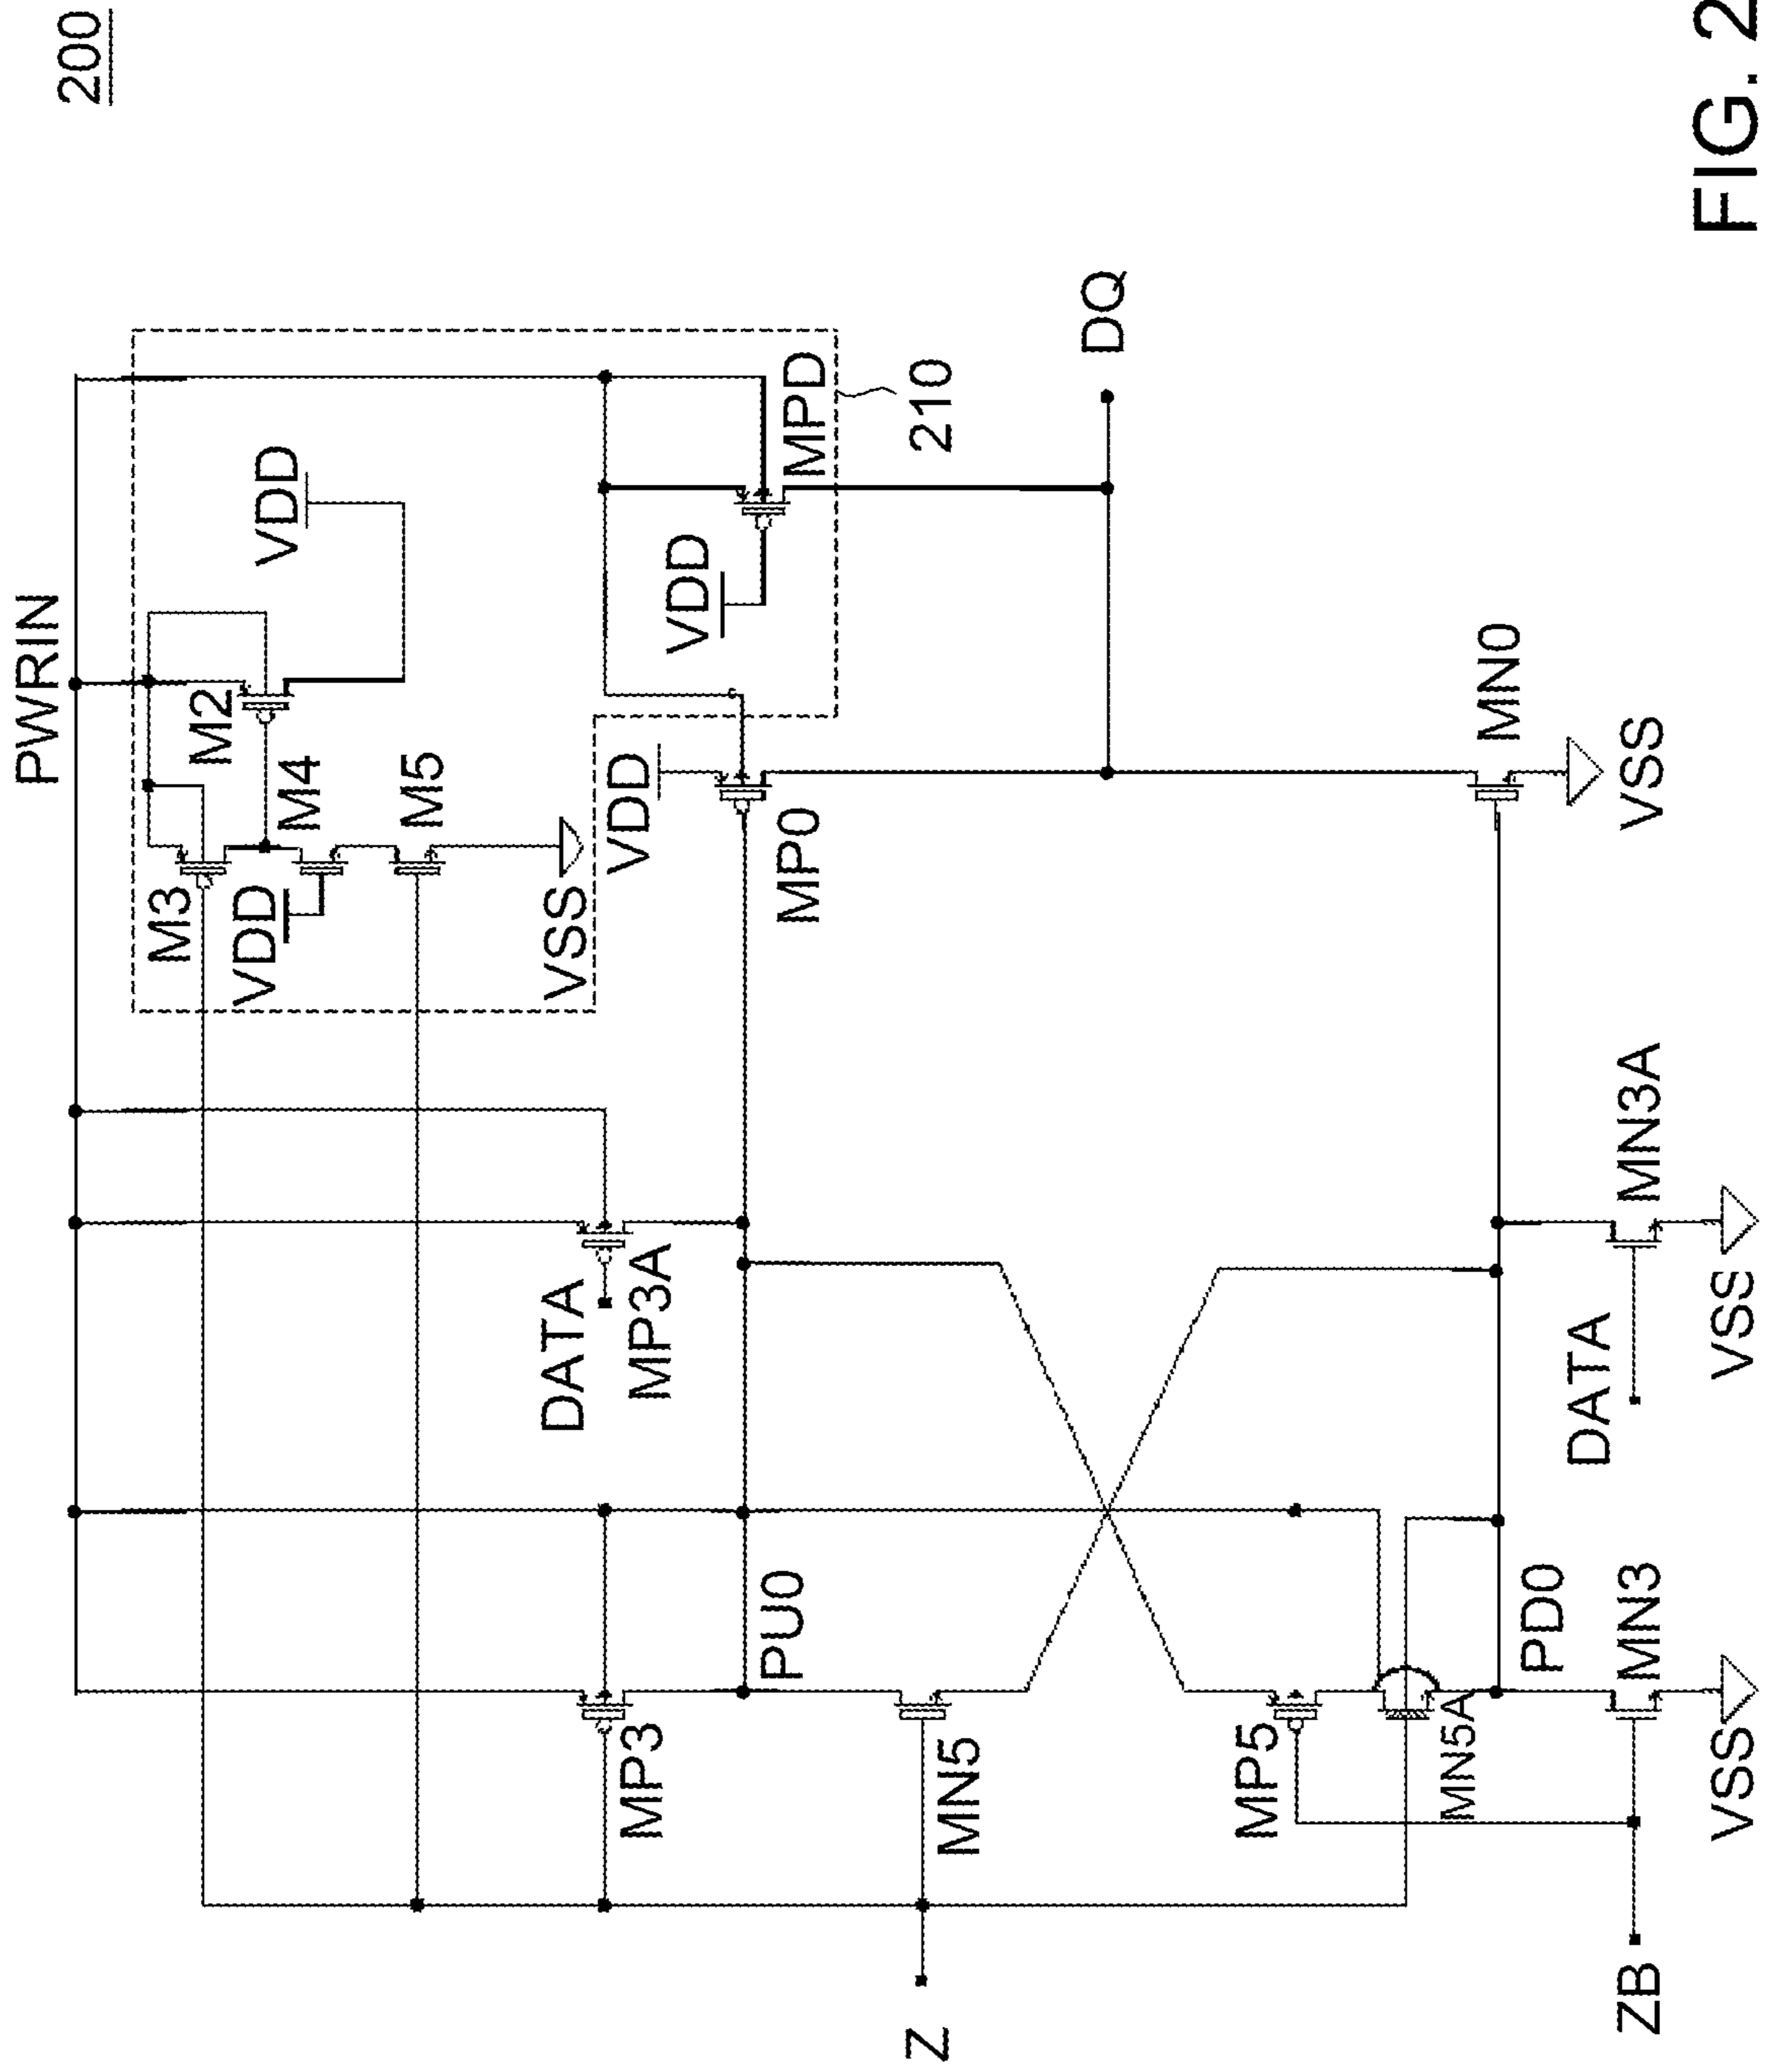 200
PWRIN
M3
M2
VDD
M4
VDD
M5
VSS
VDD
MP0
VDD
MPD
210
DQ
DATA
MP3A
MP3
PU0
MN5
MP5
MN5A
PD0
MN3
VSS
DATA
MN3A
VSS
MN0
VSS
Z
ZB
FIG. 2